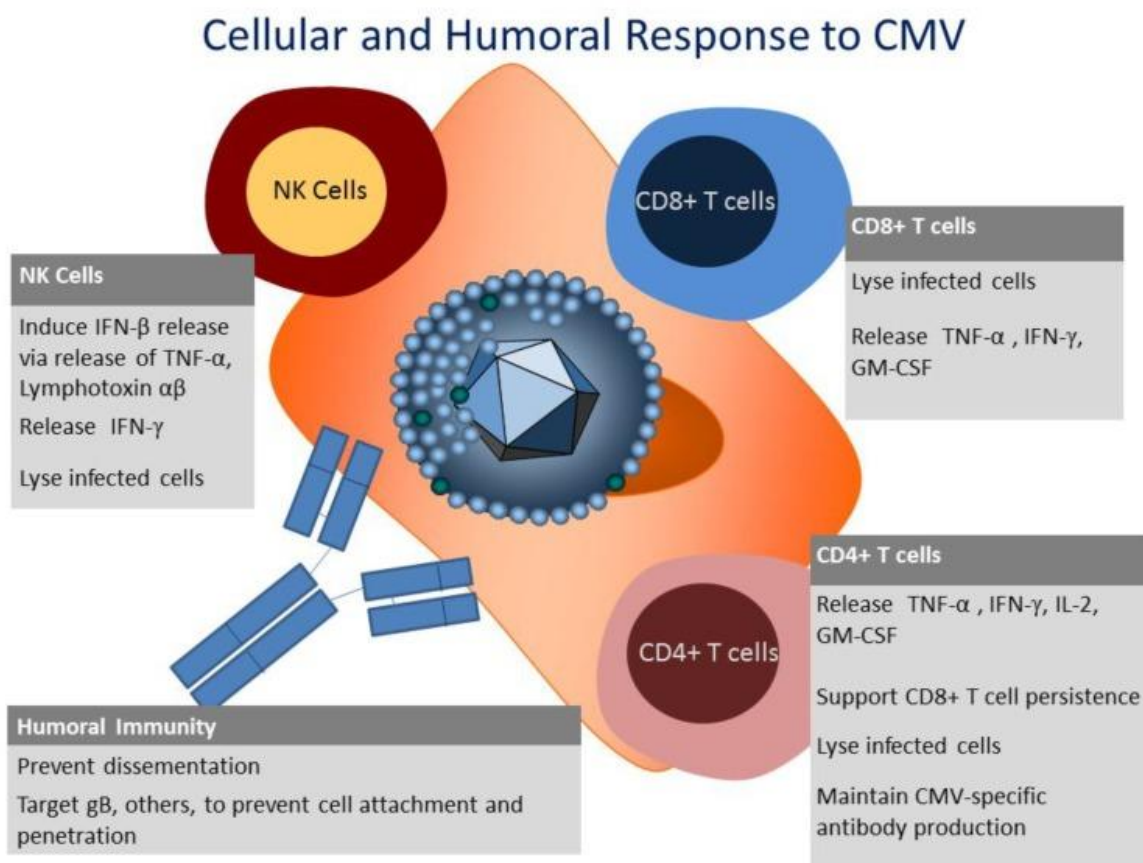 Cellular and Humoral Response to CMV
NK Cells
CD8+ T cells
CD8+ T cells
Lyse infected cells
Release TNF-α , IFN-γ,
GM-CSF
NK Cells
Induce IFN-β release
via release of TNF-α,
Lymphotoxin αβ
Release IFN-γ
Lyse infected cells
CD4+ T cells
CD4+ T cells
Release TNF-α , IFN-γ, IL-2,
GM-CSF
Support CD8+ T cell persistence
Lyse infected cells
Maintain CMV-specific
antibody production
Humoral Immunity
Prevent dissementation
Target gB, others, to prevent cell attachment and
penetration